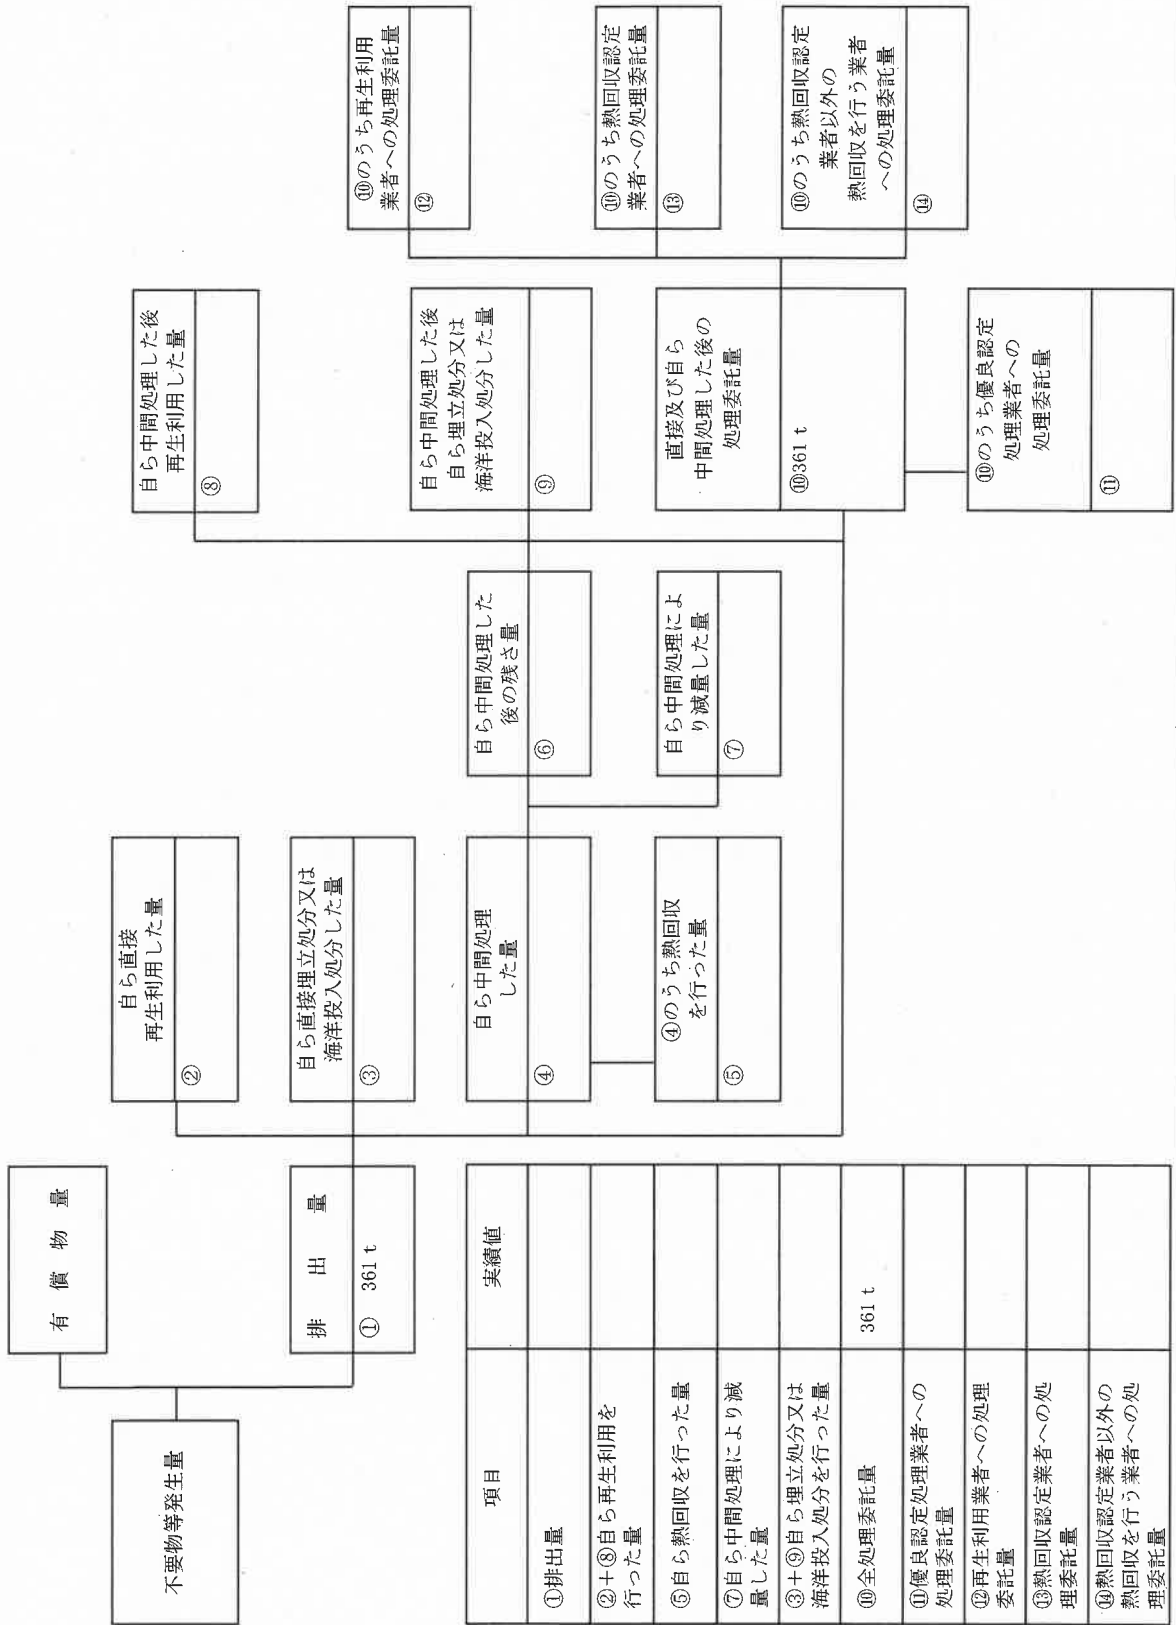 不要物等発生量
有償物量
排出量
① 361 t
自ら直接
再生利用した量
②
自ら直接埋立処分又は
海洋投入処分した量
③
自ら中間処理
した量
④
④のうち熱回収
を行った量
⑤
自ら中間処理した
後の残さ量
⑥
自ら中間処理によ
り減量した量
⑦
自ら中間処理した後
再生利用した量
⑧
自ら中間処理した後
自ら埋立処分又は
海洋投入処分した量
⑨
直接及び自ら
中間処理した後の
処理委託量
⑩361 t
⑩のうち優良認定
処理業者への
処理委託量
⑪
⑩のうち再生利用
業者への処理委託量
⑫
⑩のうち熱回収認定
業者への処理委託量
⑬
⑩のうち熱回収認定
業者以外の
熱回収を行う業者
への処理委託量
⑭
項目 実績値
①排出量
②+⑧自ら再生利用を
行った量
⑤自ら熱回収を行った量
⑦自ら中間処理により減
量した量
③+⑨自ら埋立処分又は
海洋投入処分を行った量
⑩全処理委託量 361 t
⑪優良認定処理業者への
処理委託量
⑫再生利用業者への処理
委託量
⑬熱回収認定業者への処
理委託量
⑭熱回収認定業者以外の
熱回収を行う業者への処
理委託量